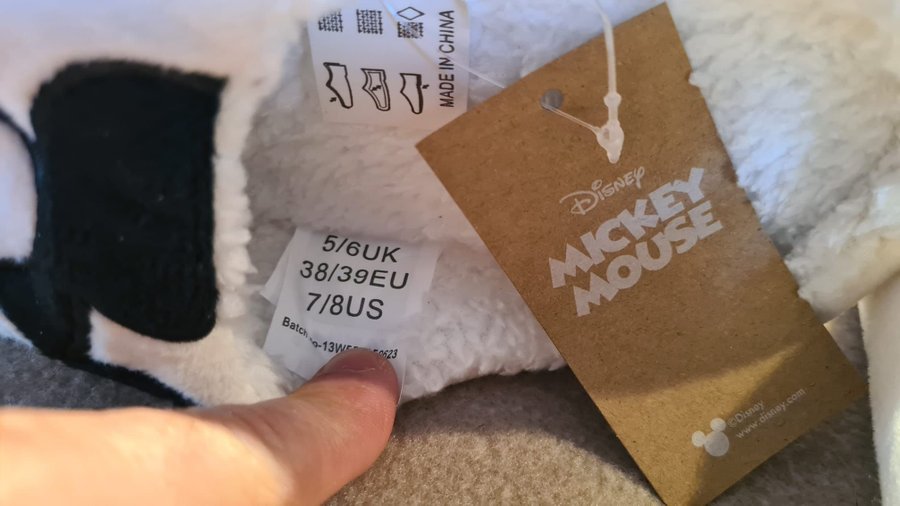 MADE IN CHINA
5/6UK
38/39EU
7/8US
Disney
MICKEY
MOUSE
©Disney
www.disney.com